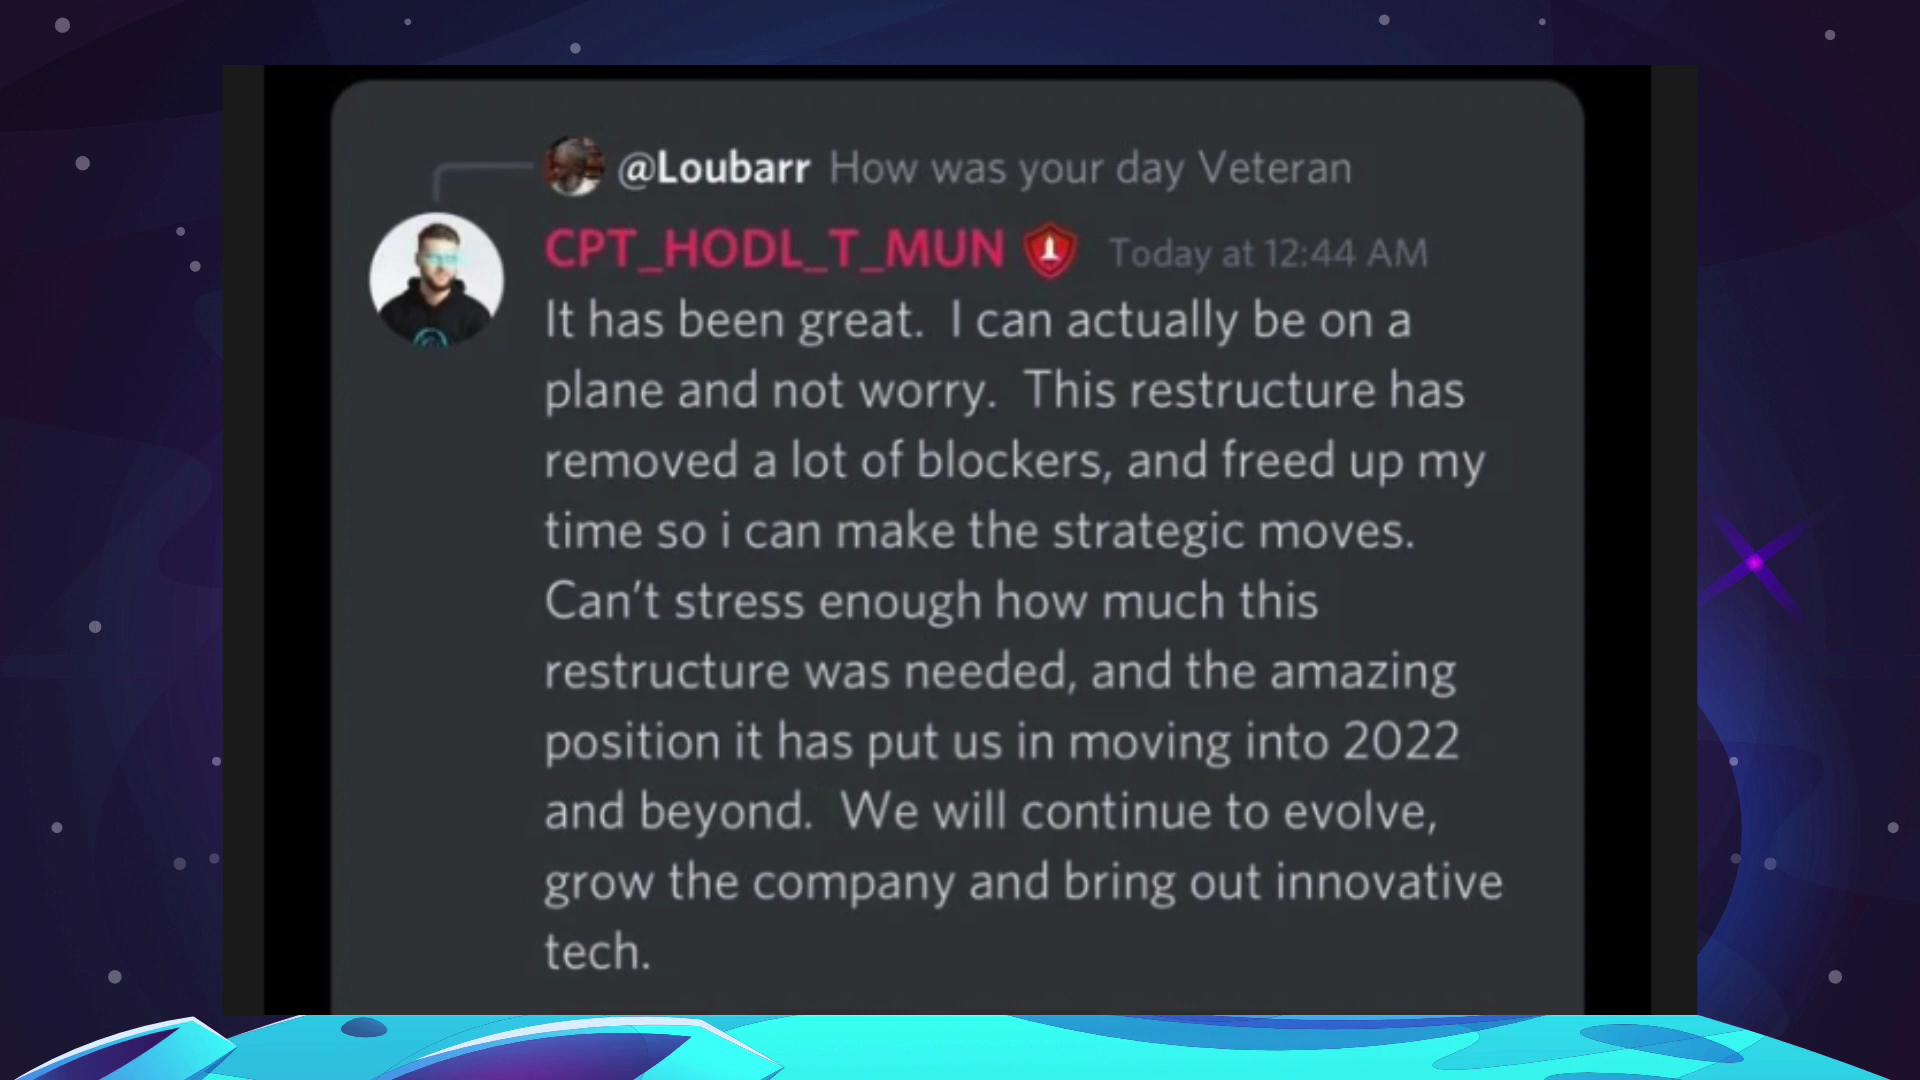 @Loubarr How was your day Veteran
CPT_HODL_T_MUN Today at 12:44 AM
It has been great.  I can actually be on a
plane and not worry.  This restructure has
removed a lot of blockers, and freed up my
time so i can make the strategic moves.
Can’t stress enough how much this
restructure was needed, and the amazing
position it has put us in moving into 2022
and beyond.  We will continue to evolve,
grow the company and bring out innovative
tech.